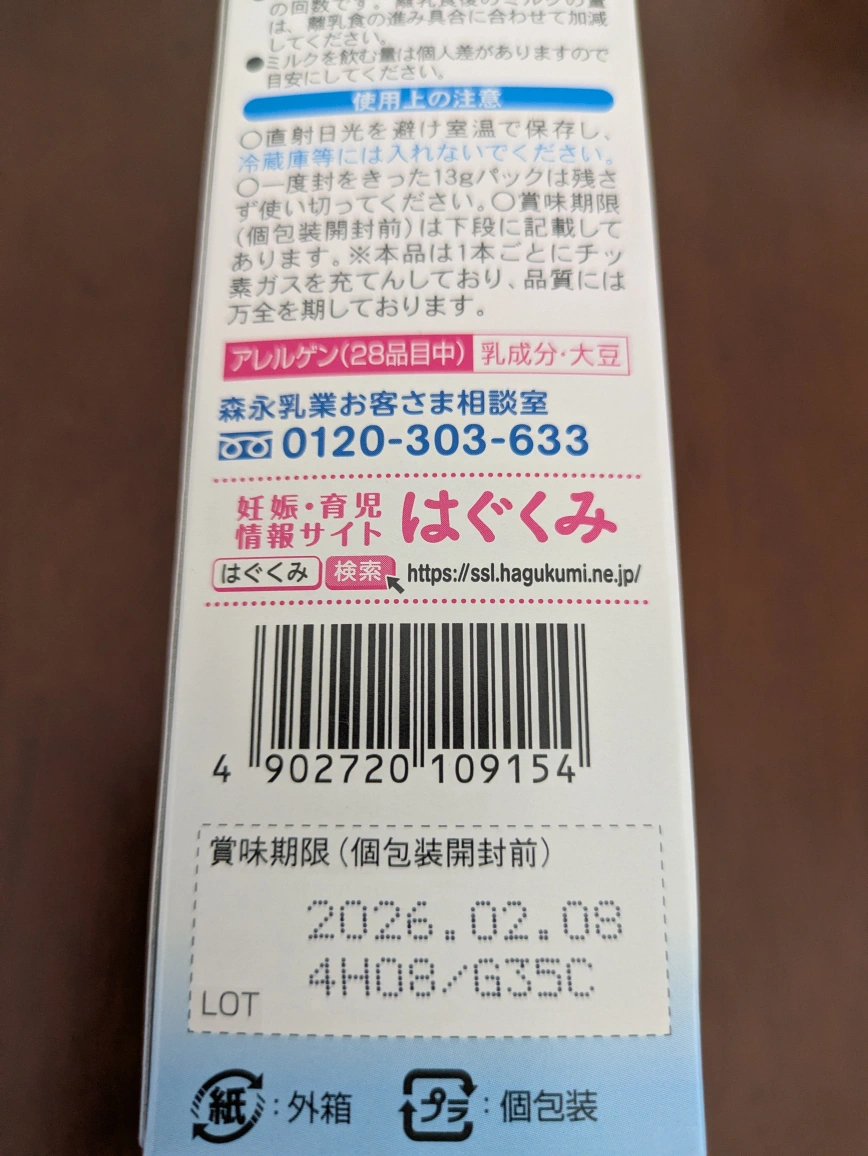 の回数です。離乳食後のミルクの量
は、離乳食の進み具合に合わせて加減
してください。
●ミルクを飲む量は個人差がありますので
目安にしてください。
使用上の注意
○直射日光を避け室温で保存し、
冷蔵庫等には入れないでください。
○一度封をきった13gパックは残さ
ず使い切ってください。○賞味期限
(個包装開封前)は下段に記載して
あります。※本品は1本ごとにチッ
素ガスを充てんしており、品質には
万全を期しております。
アレルゲン(28品目中) 乳成分・大豆
森永乳業お客さま相談室
0120-303-633
妊娠・育児
情報サイト はぐくみ
はぐくみ 検索 https://ssl.hagukumi.ne.jp/
4 902720 109154
賞味期限(個包装開封前)
2026.02.08
4H08/G35C
LOT
紙:外箱 プラ:個包装